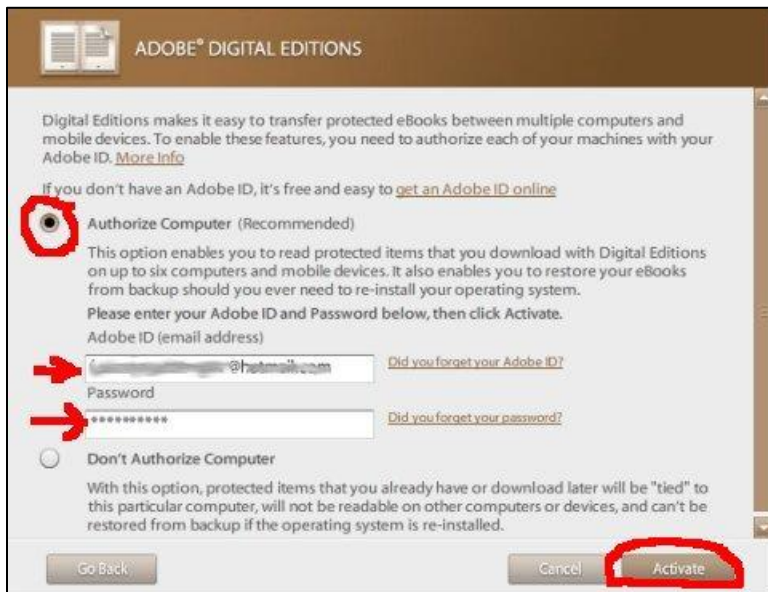 ADOBE® DIGITAL EDITIONS
Digital Editions makes it easy to transfer protected eBooks between multiple computers and
mobile devices. To enable these features, you need to authorize each of your machines with your
Adobe ID. More Info
If you don't have an Adobe ID, it's free and easy to get an Adobe ID online
Authorize Computer (Recommended)
This option enables you to read protected items that you download with Digital Editions
on up to six computers and mobile devices. It also enables you to restore your eBooks
from backup should you ever need to re-install your operating system.
Please enter your Adobe ID and Password below, then click Activate.
Adobe ID (email address)
@hotmail.com Did you forget your Adobe ID?
Password
********** Did you forget your password?
Don't Authorize Computer
With this option, protected items that you already have or download later will be "tied" to
this particular computer, will not be readable on other computers or devices, and can't be
restored from backup if the operating system is re-installed.
Go Back Cancel Activate